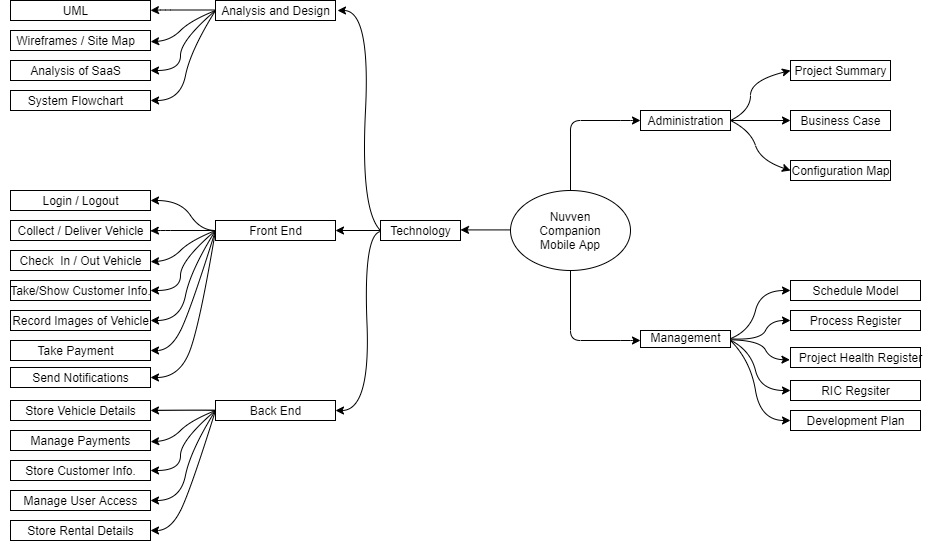 UML
Wireframes / Site Map
Analysis of SaaS
System Flowchart
Analysis and Design
Login / Logout
Collect / Deliver Vehicle
Check In / Out Vehicle
Take/Show Customer Info.
Record Images of Vehicle
Take Payment
Send Notifications
Front End
Store Vehicle Details
Manage Payments
Store Customer Info.
Manage User Access
Store Rental Details
Back End
Technology
Nuvven
Companion
Mobile App
Administration
Project Summary
Business Case
Configuration Map
Management
Schedule Model
Process Register
Project Health Register
RIC Regsiter
Development Plan